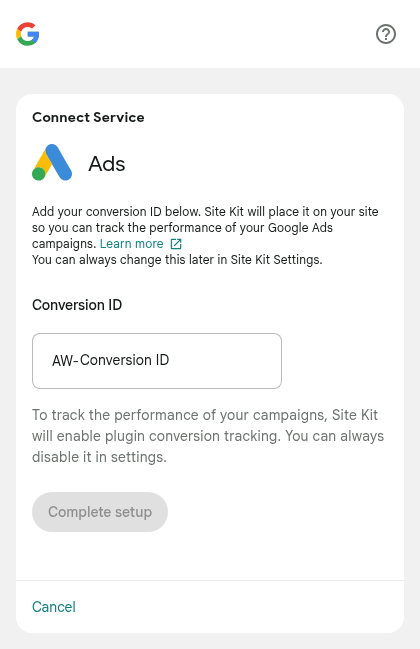 Connect Service
Ads
Add your conversion ID below. Site Kit will place it on your site
so you can track the performance of your Google Ads
campaigns. Learn more
You can always change this later in Site Kit Settings.
Conversion ID
AW-Conversion ID
To track the performance of your campaigns, Site Kit
will enable plugin conversion tracking. You can always
disable it in settings.
Complete setup
Cancel